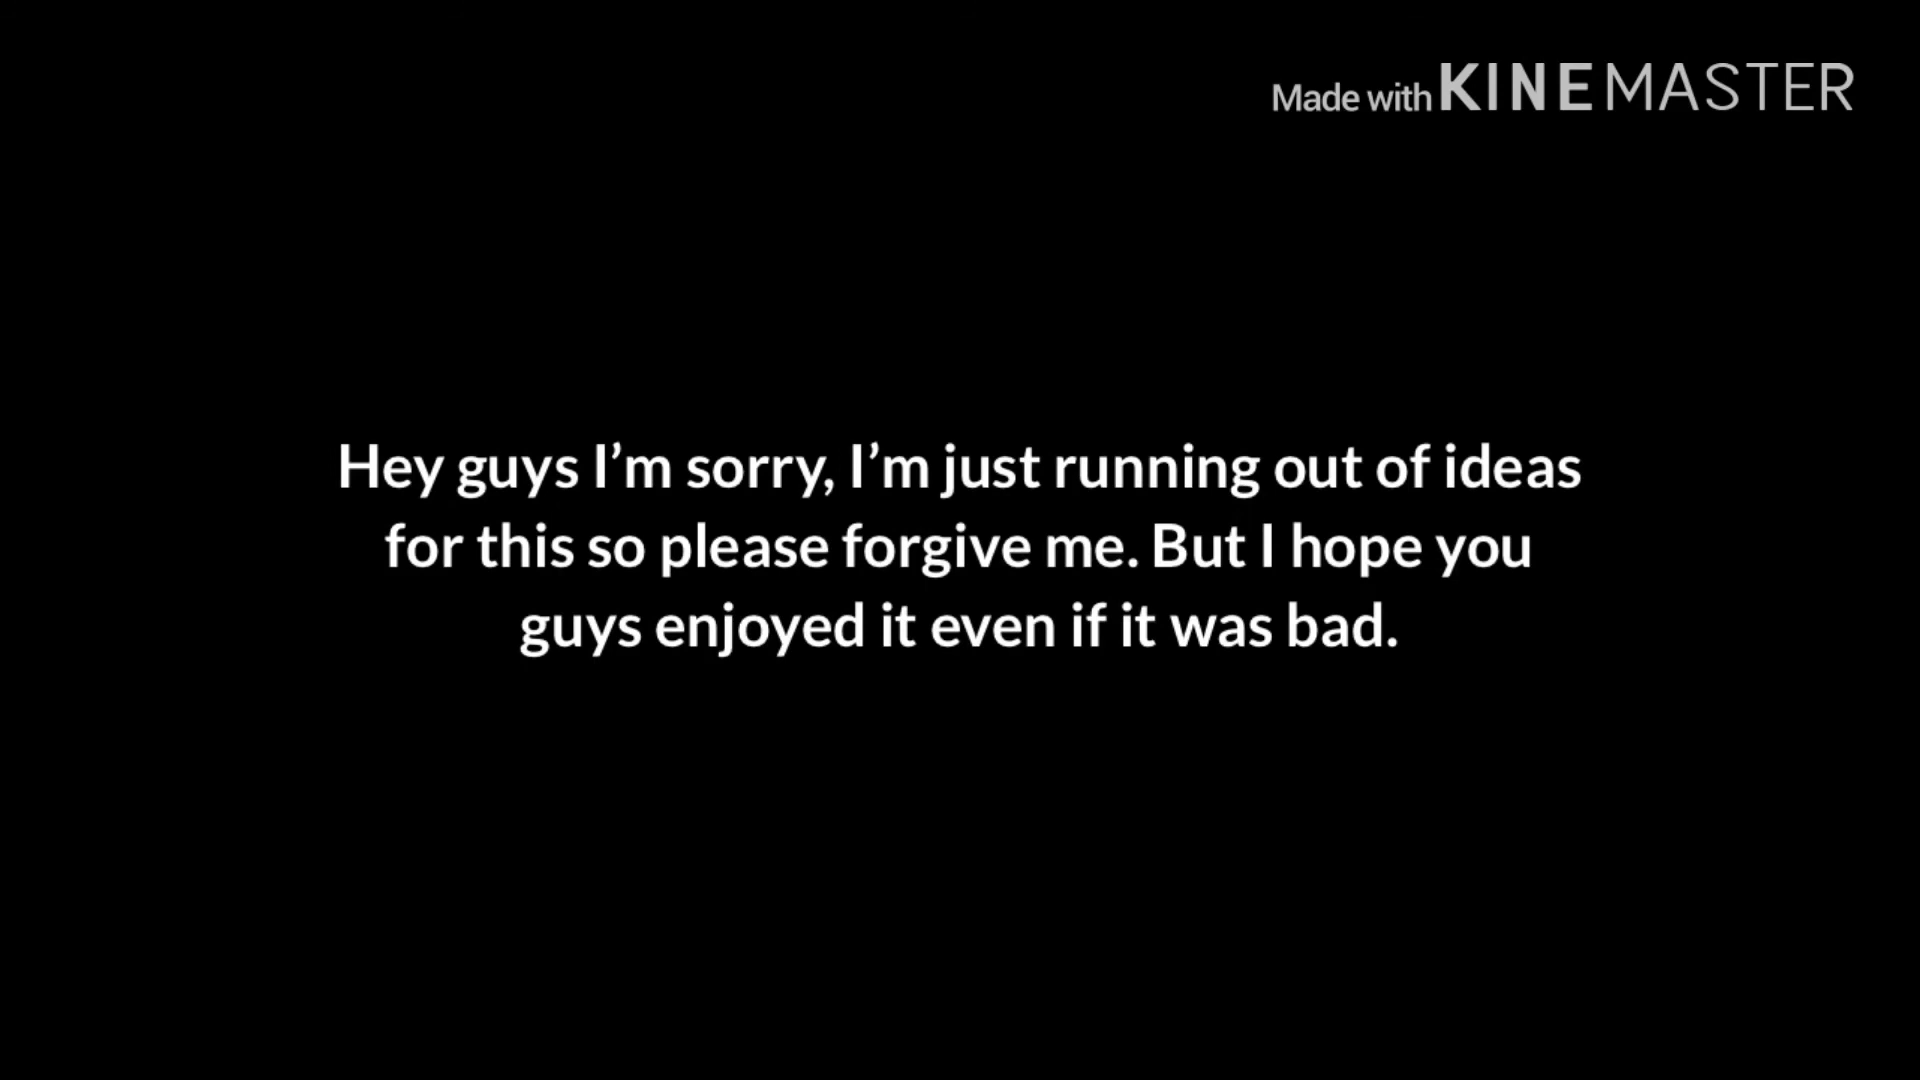 Made with KINEMASTER
Hey guys I’m sorry, I’m just running out of ideas
for this so please forgive me. But I hope you
guys enjoyed it even if it was bad.